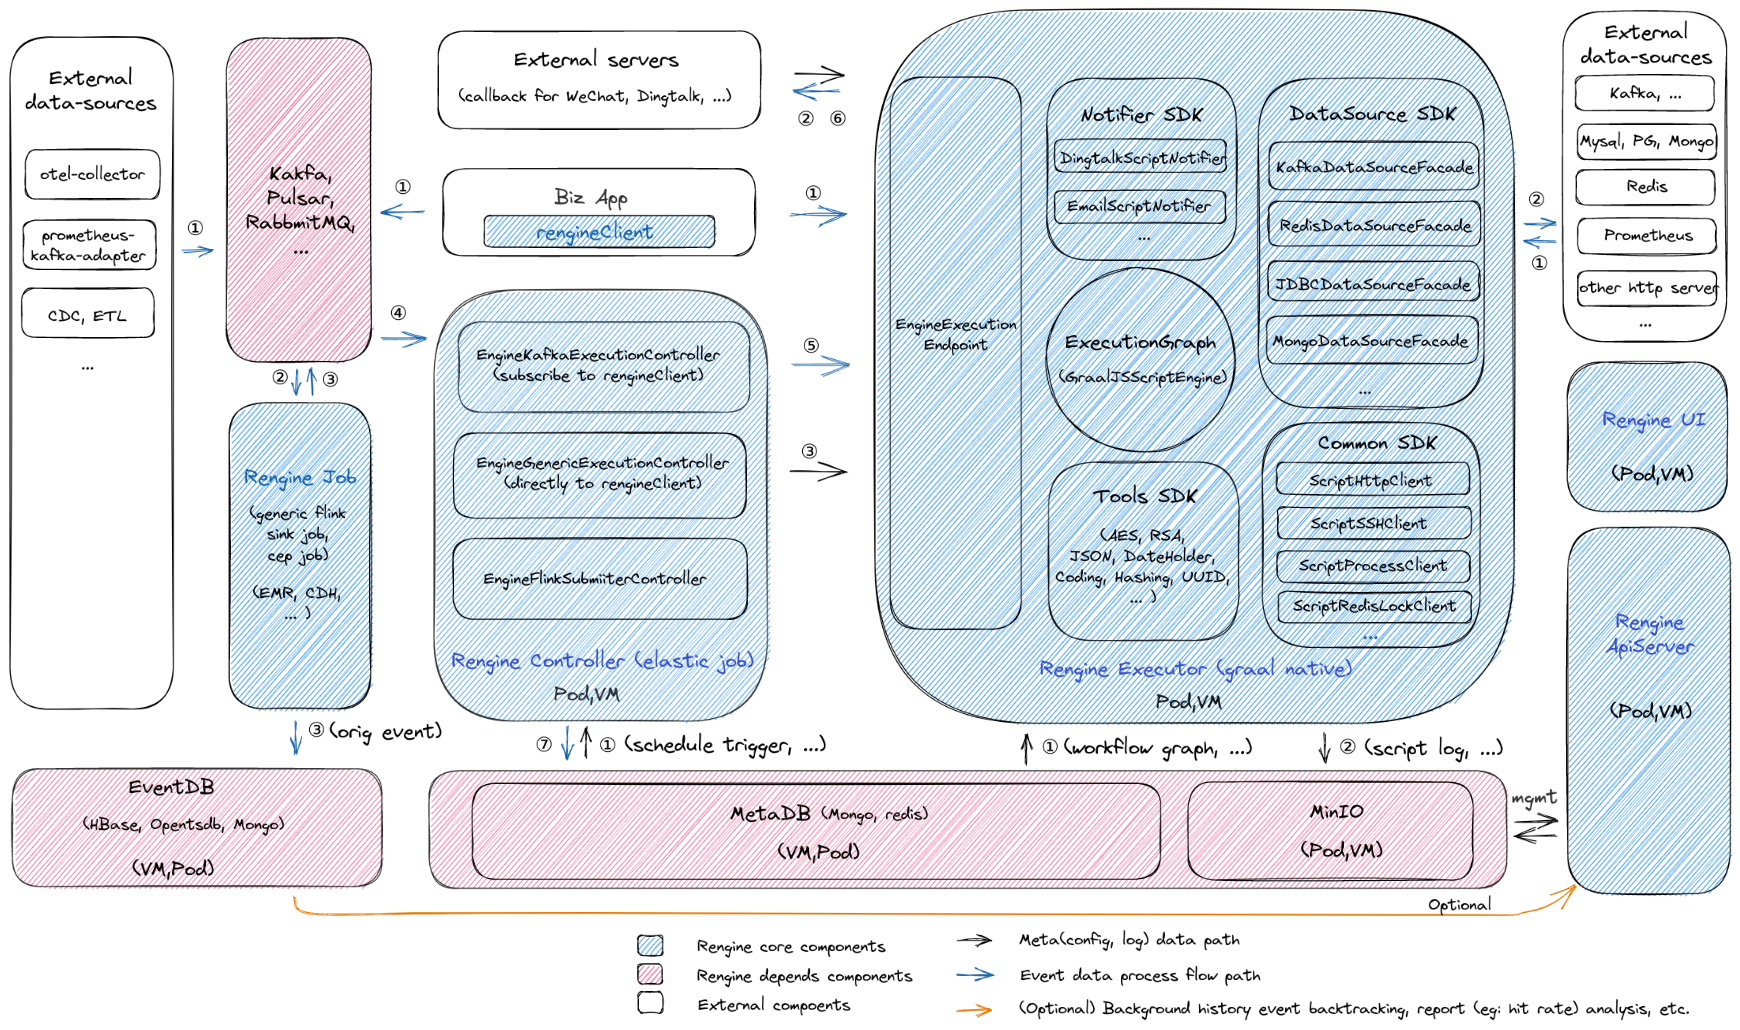 External
data-sources
otel-collector
prometheus-
kafka-adapter
CDC, ETL
...
①
Kakfa,
Pulsar,
RabbmitMQ,
...
② ③
Rengine Job
(generic flink
sink job,
cep job)
(EMR, CDH,
... )
③ (orig event)
External servers
(callback for WeChat, Dingtalk, ...)
② ⑥
①
Biz App
rengineClient
①
④
EngineKafkaExecutionController
(subscribe to rengineClient)
⑤
EngineGenericExecutionController
(directly to rengineClient)
③
EngineFlinkSubmiiterController
Rengine Controller (elastic job)
Pod,VM
⑦ ① (schedule trigger, ...)
EngineExecution
Endpoint
Notifier SDK
DingtalkScriptNotifier
EmailScriptNotifier
...
ExecutionGraph
(GraalJSScriptEngine)
Tools SDK
(AES, RSA,
JSON, DateHolder,
Coding, Hashing, UUID,
... )
DataSource SDK
KafkaDataSourceFacade
RedisDataSourceFacade
JDBCDataSourceFacade
MongoDataSourceFacade
...
Common SDK
ScriptHttpClient
ScriptSSHClient
ScriptProcessClient
ScriptRedisLockClient
...
Rengine Executor (graal native)
Pod,VM
① (workflow graph, ...)
② (script log, ...)
②
①
External
data-sources
Kafka, ...
Mysal, PG, Mongo
Redis
Prometheus
other http server
...
Rengine UI
(Pod,VM)
Rengine
ApiServer
(Pod,VM)
EventDB
(HBase, Opentsdb, Mongo)
(VM,Pod)
MetaDB (Mongo, redis)
(VM,Pod)
MinIO
(Pod,VM)
mgmt
Optional
Rengine core components
Rengine depends components
External compoents
Meta(config, log) data path
Event data process flow path
(Optional) Background history event backtracking, report (eg: hit rate) analysis, etc.